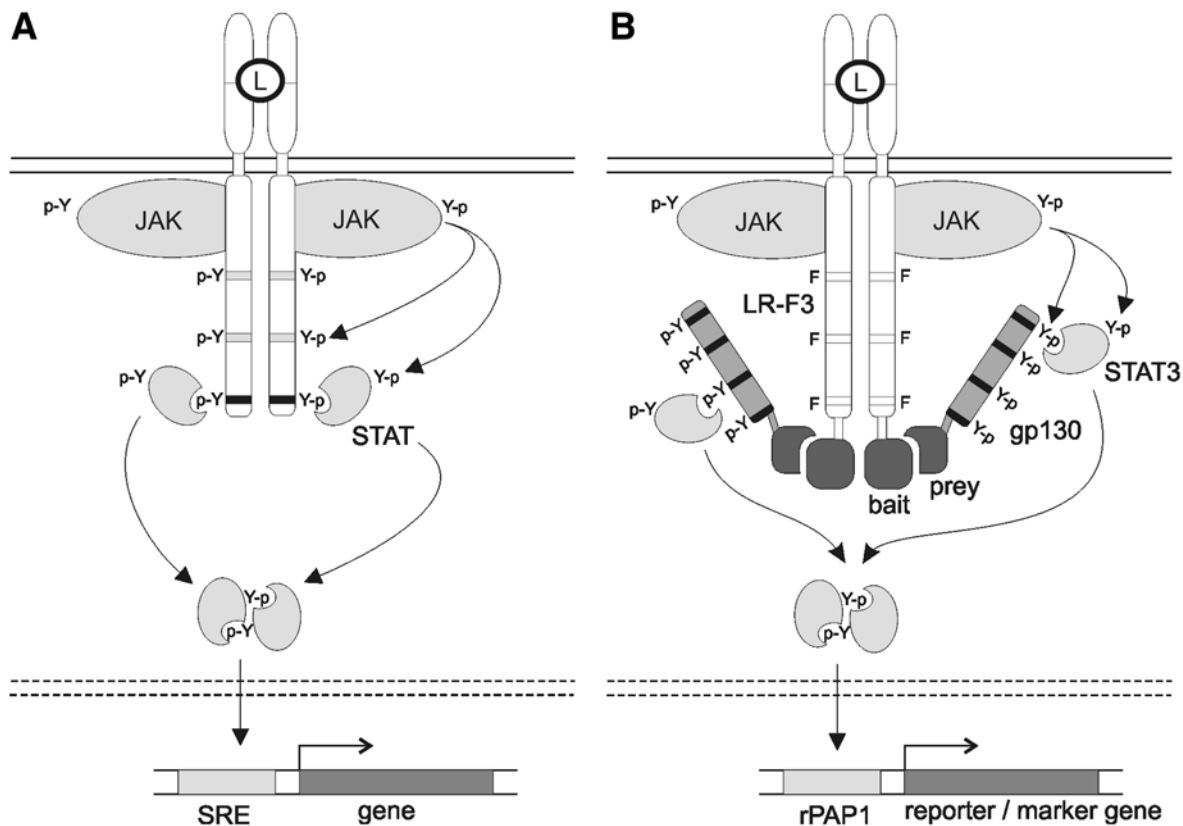 A
B
L
L
p-Y
JAK
JAK
Y-p
p-Y
JAK
JAK
Y-p
p-Y
Y-p
F
F
LR-F3
p-Y
Y-p
p-Y
Y-p
Y-p
p-Y
F
F
Y-p
STAT3
p-Y
Y-p
p-Y
p-Y
Y-p
p-Y
Y-p
STAT
p-Y
p-Y
F
F
Y-p
gp130
p-Y
Y-p
bait
prey
Y-p
p-Y
Y-p
p-Y
SRE
gene
rPAP1
reporter / marker gene